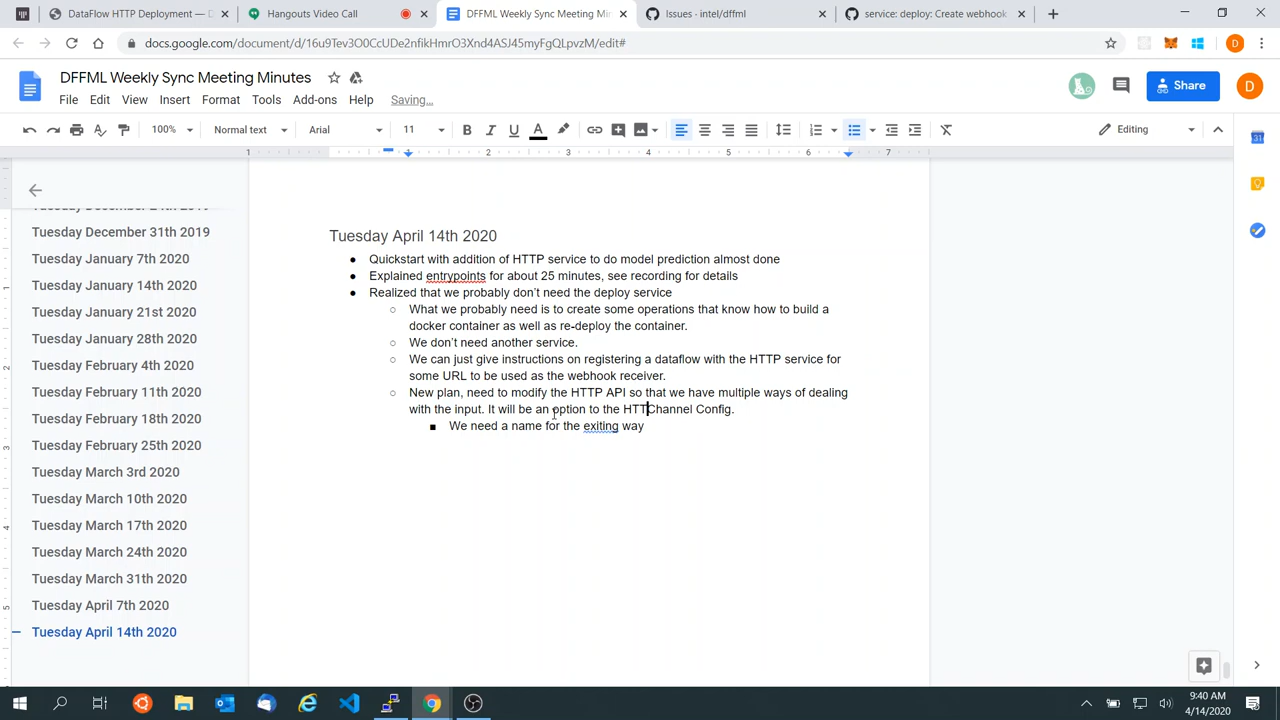 DataFlow HTTP Deployment — D
Hangouts Video Call
DFFML Weekly Sync Meeting Min
Issues · intel/dffml
service: deploy: Create webhook
docs.google.com/document/d/16u9Tev3O0CcUDe2nfikHmrO3Xnd4ASJ45myFgQLpvzM/edit#
D
DFFML Weekly Sync Meeting Minutes
File Edit View Insert Format Tools Add-ons Help Saving...
Share
D
100% Normal text Arial 11 B I U A Editing
1 2 3 4 5 6 7
Tuesday December 31th 2019
Tuesday January 7th 2020
Tuesday January 14th 2020
Tuesday January 21st 2020
Tuesday January 28th 2020
Tuesday February 4th 2020
Tuesday February 11th 2020
Tuesday February 18th 2020
Tuesday February 25th 2020
Tuesday March 3rd 2020
Tuesday March 10th 2020
Tuesday March 17th 2020
Tuesday March 24th 2020
Tuesday March 31th 2020
Tuesday April 7th 2020
Tuesday April 14th 2020
Tuesday April 14th 2020
● Quickstart with addition of HTTP service to do model prediction almost done
● Explained entrypoints for about 25 minutes, see recording for details
● Realized that we probably don't need the deploy service
○ What we probably need is to create some operations that know how to build a
docker container as well as re-deploy the container.
○ We don't need another service.
○ We can just give instructions on registering a dataflow with the HTTP service for
some URL to be used as the webhook receiver.
○ New plan, need to modify the HTTP API so that we have multiple ways of dealing
with the input. It will be an option to the HTTChannel Config.
■ We need a name for the exiting way
9:40 AM
4/14/2020